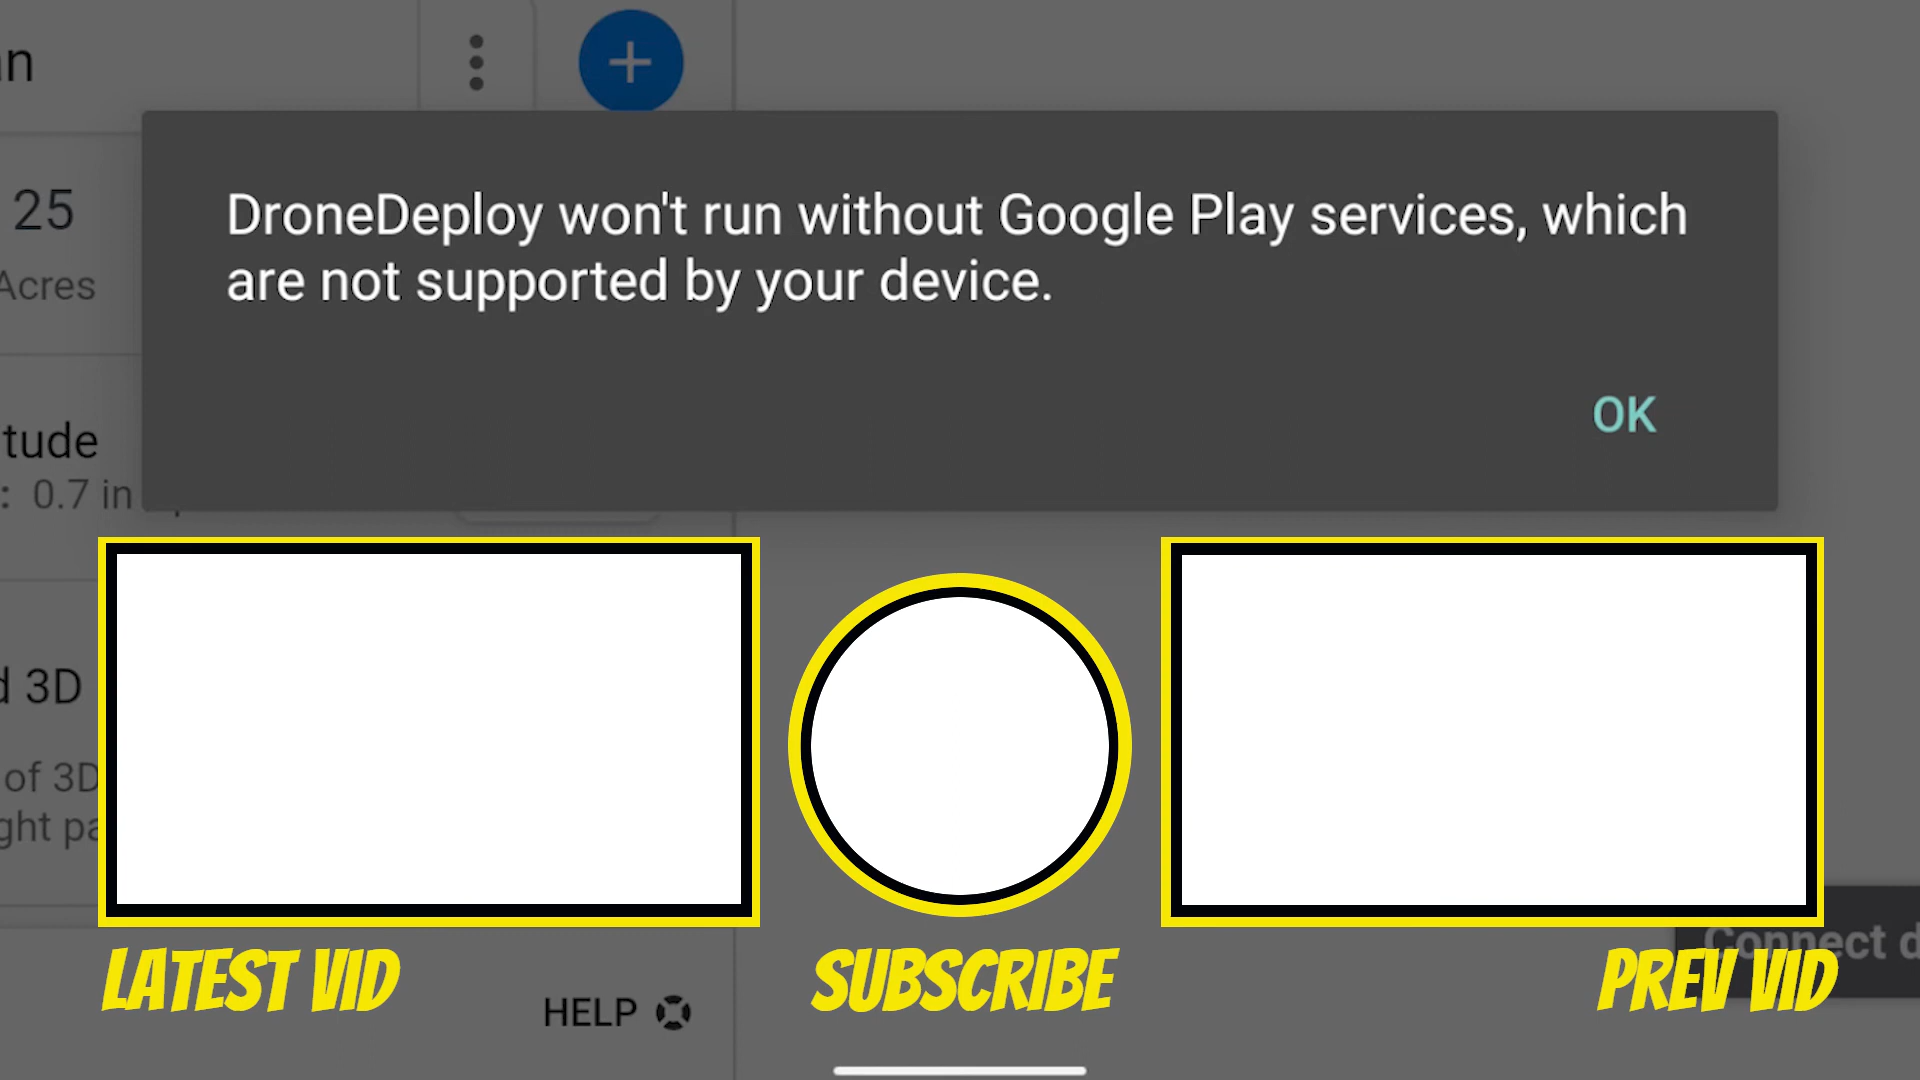 an
25
Acres
DroneDeploy won't run without Google Play services, which
are not supported by your device.
OK
tude
: 0.7 in
d 3D
of 3D
ght pa
LATEST VID
HELP
SUBSCRIBE
Connect d
PREV VID